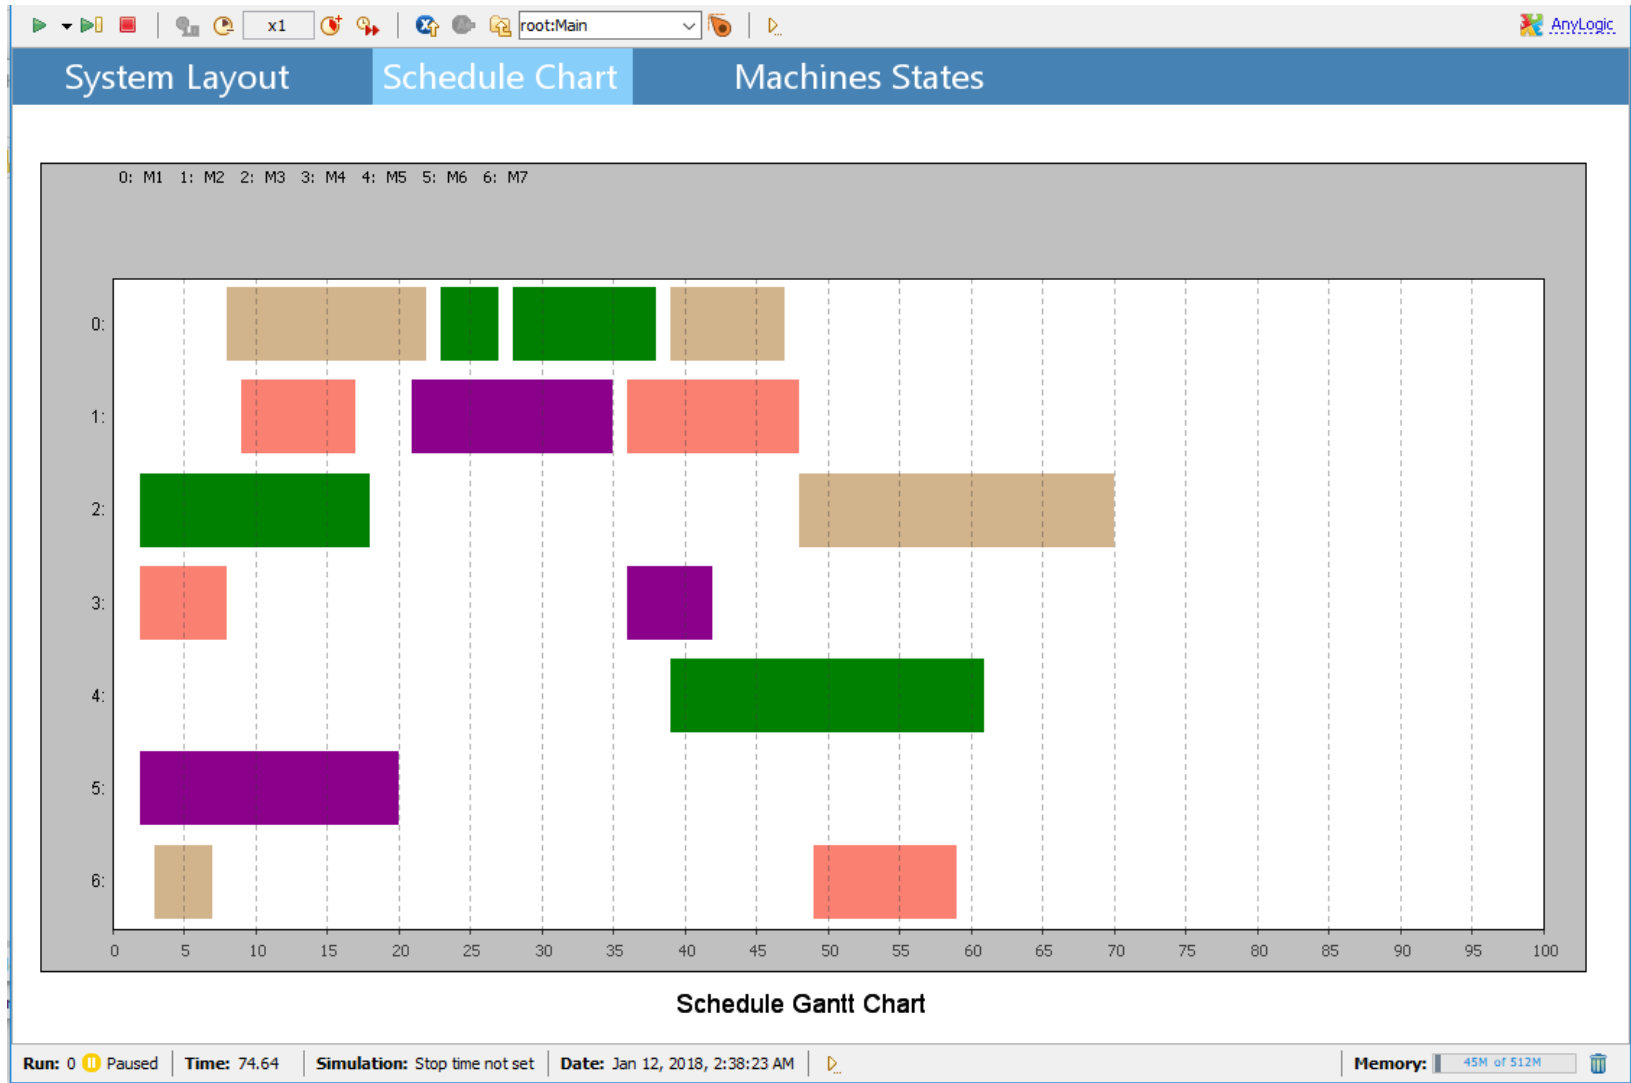 x1
root:Main
AnyLogic
System Layout Schedule Chart Machines States
0: M1 1: M2 2: M3 3: M4 4: M5 5: M6 6: M7
0:
1:
2:
3:
4:
5:
6:
0 5 10 15 20 25 30 35 40 45 50 55 60 65 70 75 80 85 90 95 100
Schedule Gantt Chart
Run: 0 Paused Time: 74.64 Simulation: Stop time not set Date: Jan 12, 2018, 2:38:23 AM Memory: 45M of 512M